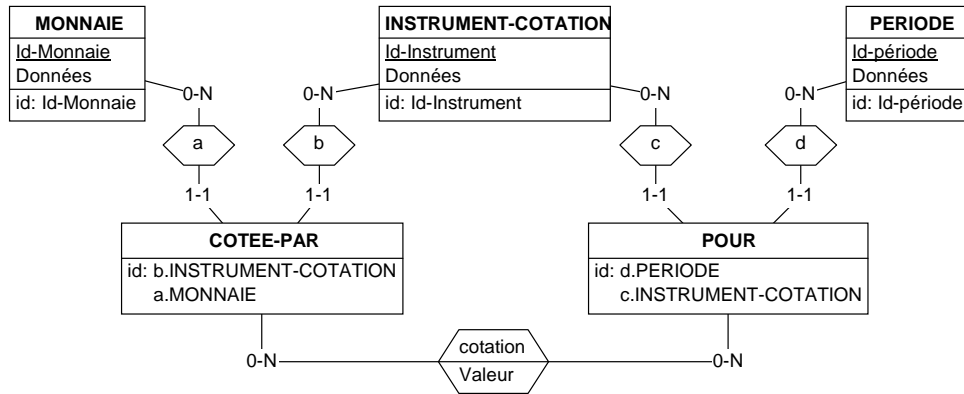 MONNAIE
Id-Monnaie
Données
id: Id-Monnaie
INSTRUMENT-COTATION
Id-Instrument
Données
id: Id-Instrument
PERIODE
Id-période
Données
id: Id-période
0-N
0-N
0-N
0-N
a
b
c
d
1-1
1-1
1-1
1-1
COTEE-PAR
id: b.INSTRUMENT-COTATION
a.MONNAIE
POUR
id: d.PERIODE
c.INSTRUMENT-COTATION
0-N
cotation
Valeur
0-N